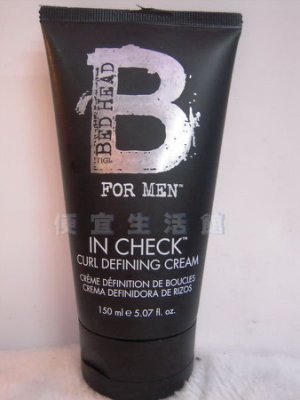 B
BED HEAD
TIGI
FOR MEN™
便宜生活館
IN CHECK™
CURL DEFINING CREAM
CRÈME DÉFINITION DE BOUCLES
CREMA DEFINIDORA DE RIZOS
150 ml e 5.07 fl. oz.